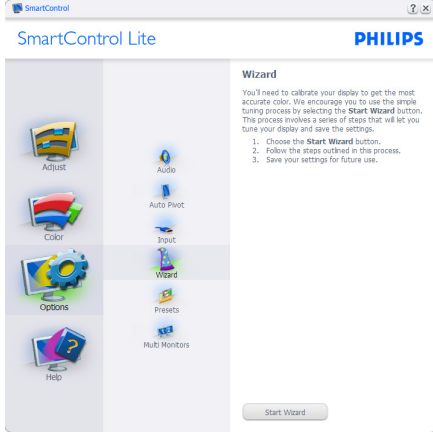 SmartControl
SmartControl Lite
PHILIPS
Adjust
Color
Options
Help
Audio
Auto Pivot
Input
Wizard
Presets
Multi Monitors
Wizard
You'll need to calibrate your display to get the most
accurate color. We encourage you to use the simple
tuning process by selecting the Start Wizard button.
This process involves a series of steps that will let you
tune your display and save the settings.
1. Choose the Start Wizard button.
2. Follow the steps outlined in this process.
3. Save your settings for future use.
Start Wizard